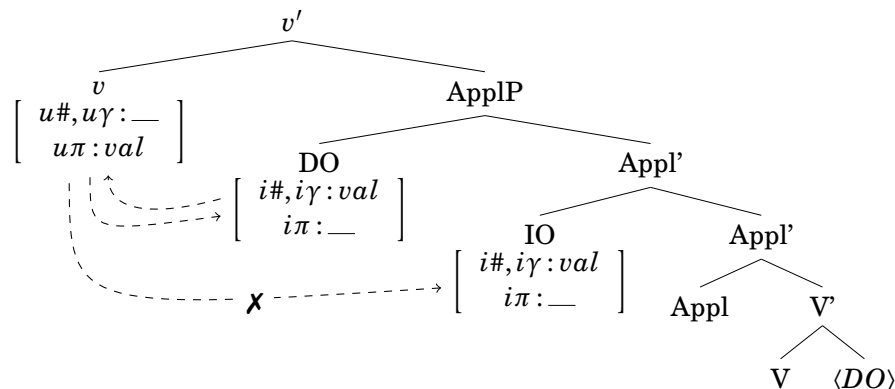 v′
v ApplP
[ u#, uγ : __
uπ : val ]
DO Appl’
[ i#, iγ : val
iπ : __ ]
IO Appl’
[ i#, iγ : val
iπ : __ ]
✗
Appl V’
V ⟨DO⟩